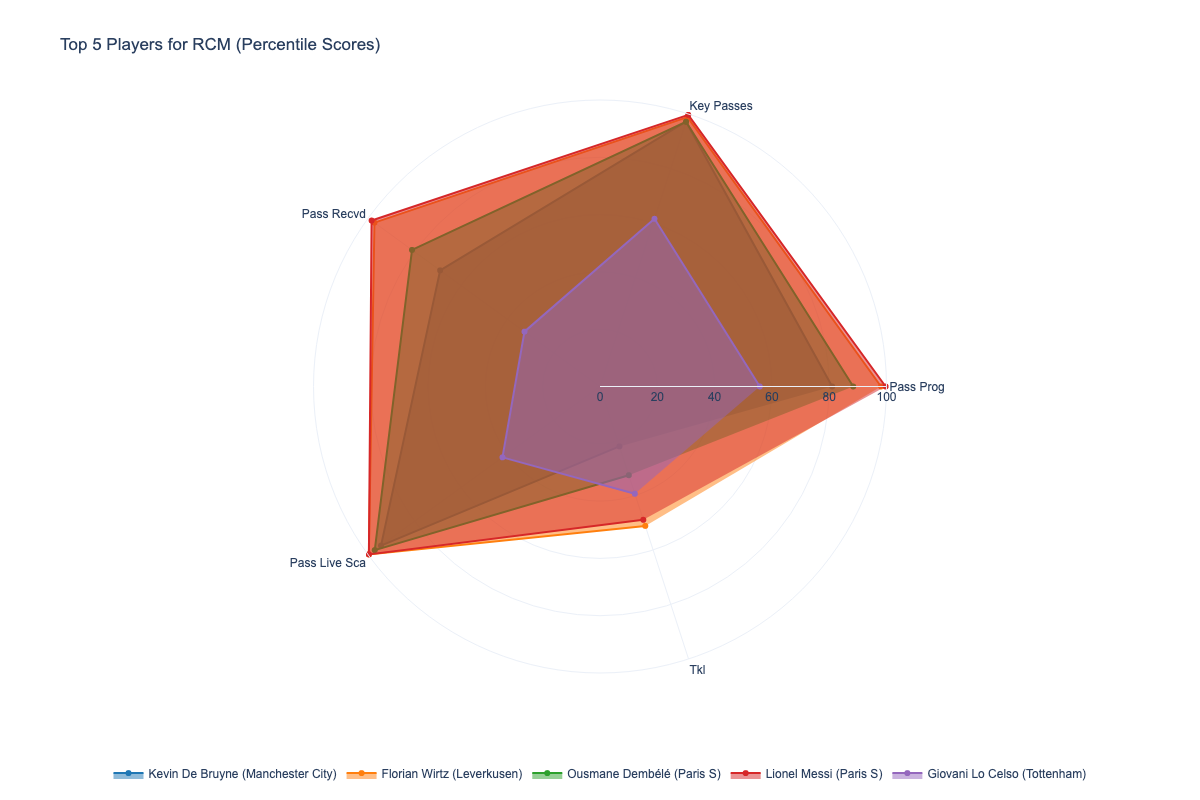 Top 5 Players for RCM (Percentile Scores)
Key Passes
Pass Recvd
Pass Prog
0 20 40 60 80 100
Pass Live Sca
Tkl
Kevin De Bruyne (Manchester City) Florian Wirtz (Leverkusen) Ousmane Dembélé (Paris S) Lionel Messi (Paris S) Giovani Lo Celso (Tottenham)